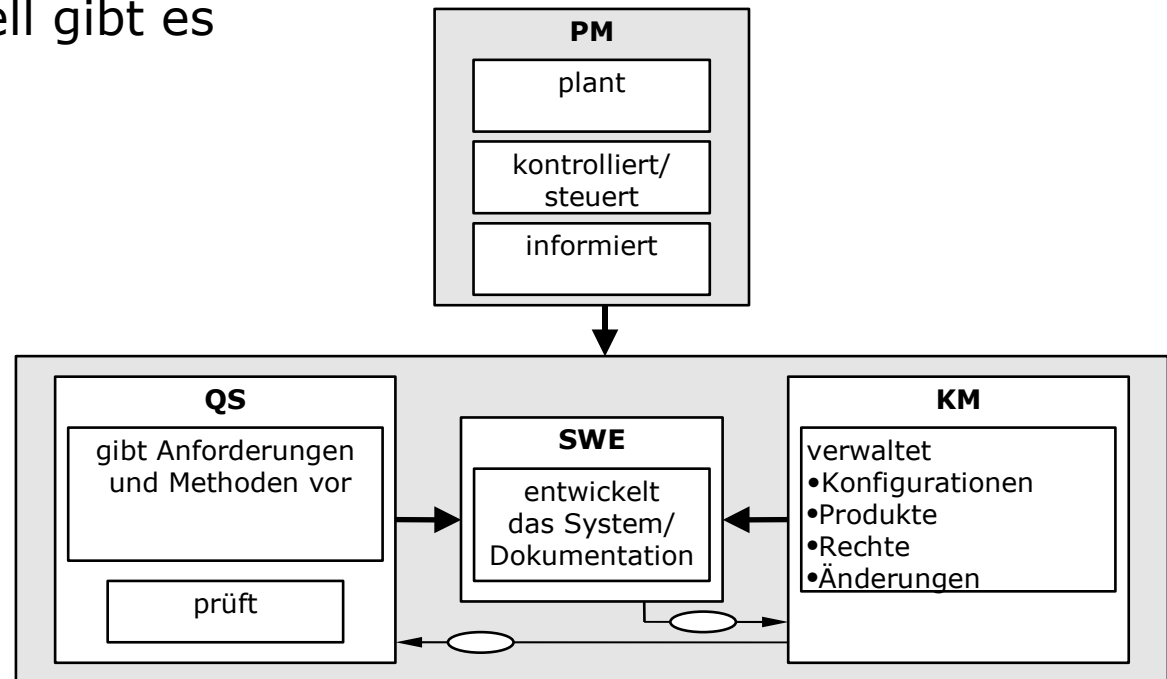 ell gibt es
PM
plant
kontrolliert/
steuert
informiert
QS
gibt Anforderungen
und Methoden vor
prüft
SWE
entwickelt
das System/
Dokumentation
KM
verwaltet
•Konfigurationen
•Produkte
•Rechte
•Änderungen